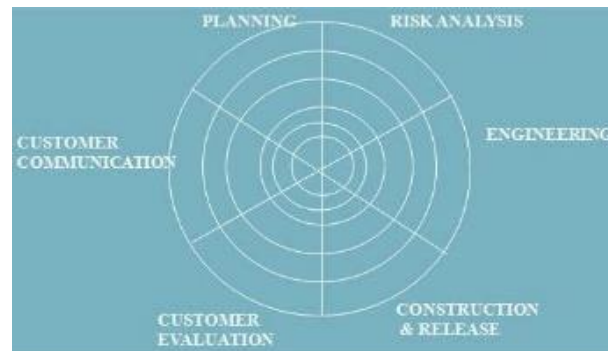 PLANNING
RISK ANALYSIS
CUSTOMER
COMMUNICATION
ENGINEERING
CUSTOMER
EVALUATION
CONSTRUCTION
& RELEASE